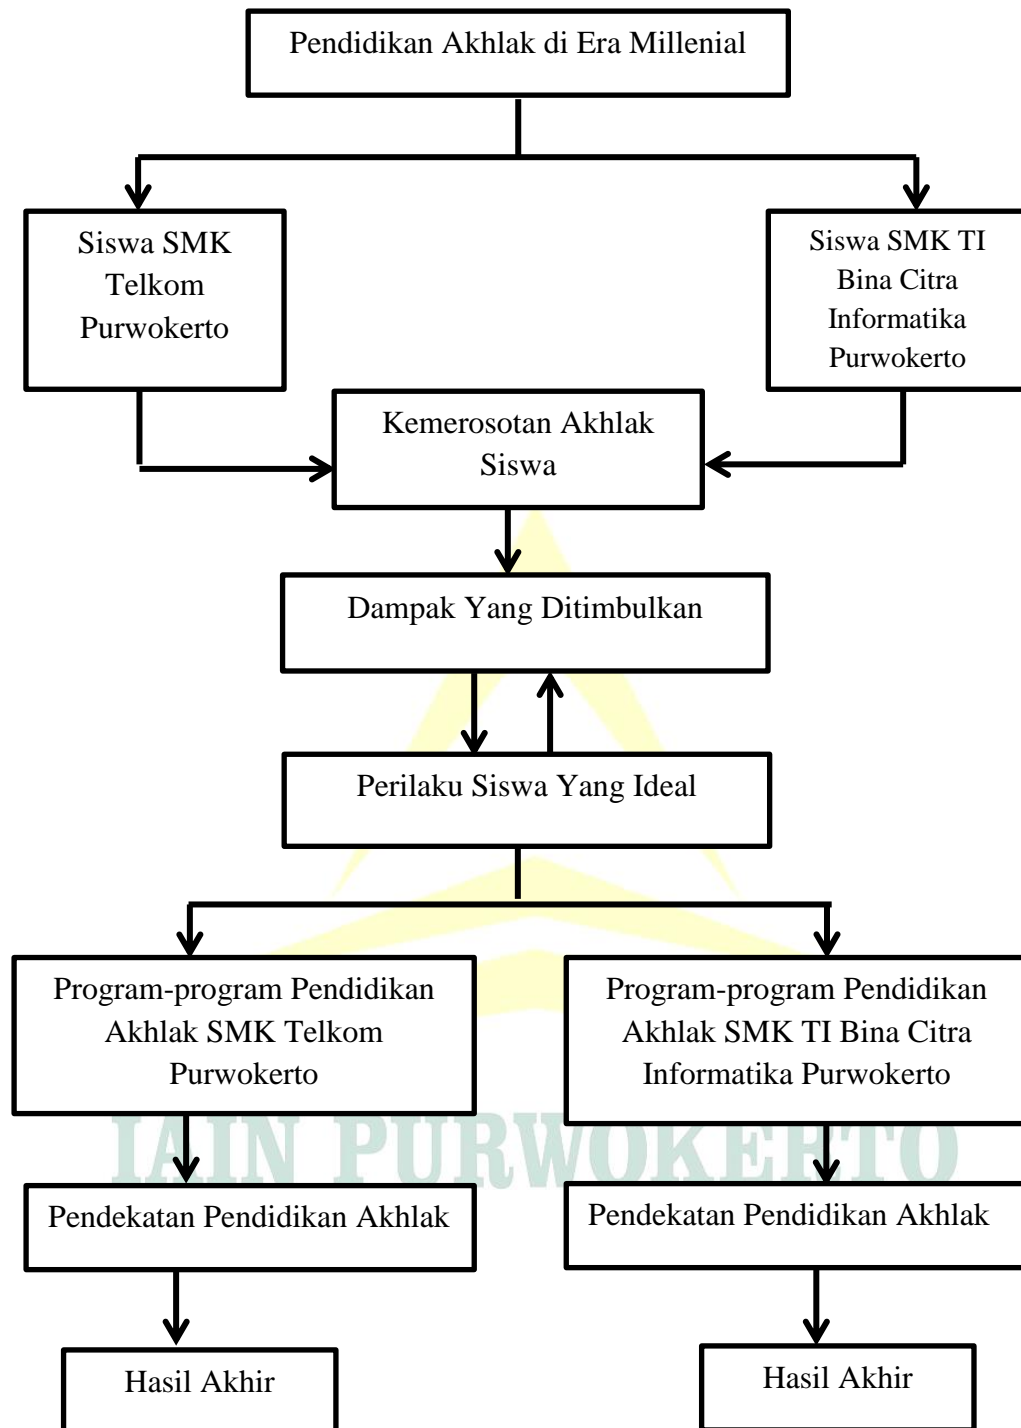 Pendidikan Akhlak di Era Millenial
Siswa SMK
Telkom
Purwokerto
Siswa SMK TI
Bina Citra
Informatika
Purwokerto
Kemerosotan Akhlak
Siswa
Dampak Yang Ditimbulkan
Perilaku Siswa Yang Ideal
Program-program Pendidikan
Akhlak SMK Telkom
Purwokerto
Program-program Pendidikan
Akhlak SMK TI Bina Citra
Informatika Purwokerto
IAIN PURWOKERTO
Pendekatan Pendidikan Akhlak
Pendekatan Pendidikan Akhlak
Hasil Akhir
Hasil Akhir